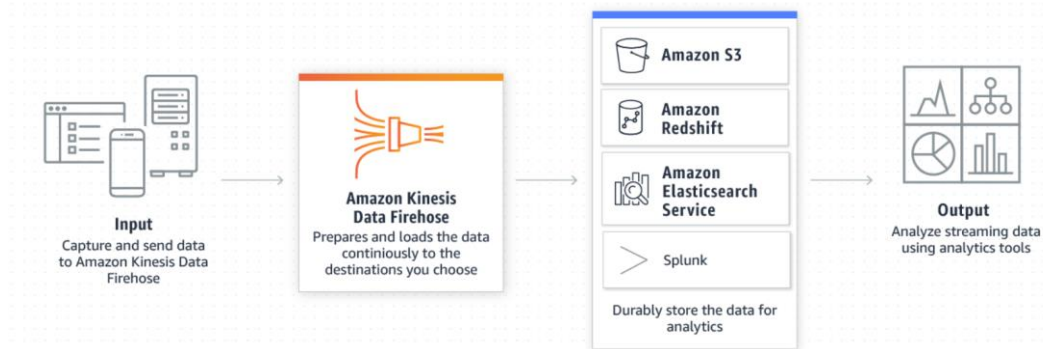 Input
Capture and send data
to Amazon Kinesis Data
Firehose
Amazon Kinesis
Data Firehose
Prepares and loads the data
continiously to the
destinations you choose
Amazon S3
Amazon
Redshift
Amazon
Elasticsearch
Service
Splunk
Durably store the data for
analytics
Output
Analyze streaming data
using analytics tools